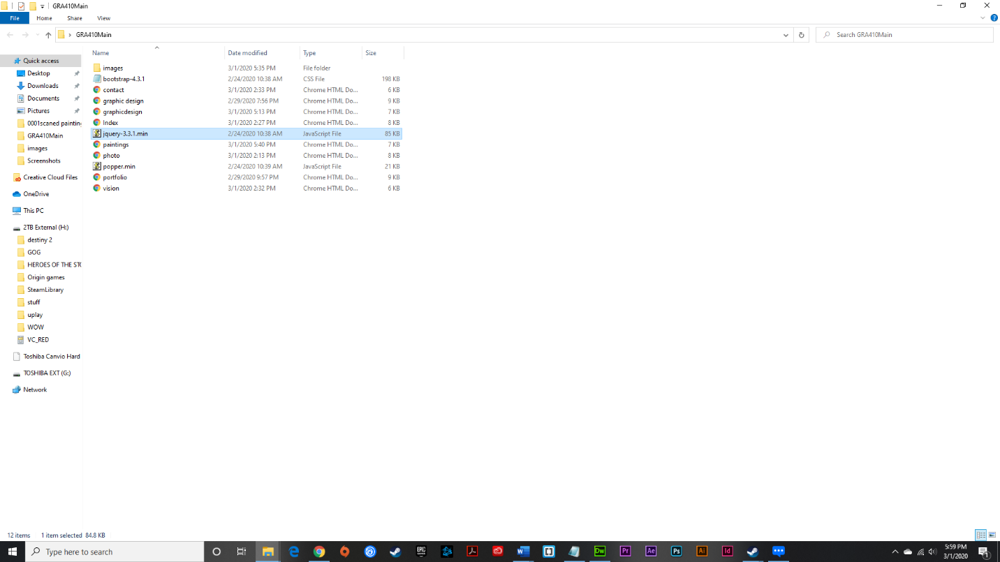 GRA410Main
File Home Share View
GRA410Main
Search GRA410Main
Name Date modified Type Size
images 3/1/2020 5:35 PM File folder
bootstrap-4.3.1 2/24/2020 10:38 AM CSS File 198 KB
contact 3/1/2020 2:33 PM Chrome HTML Do... 6 KB
graphic design 2/29/2020 7:56 PM Chrome HTML Do... 9 KB
graphicdesign 3/1/2020 5:13 PM Chrome HTML Do... 7 KB
Index 3/1/2020 2:27 PM Chrome HTML Do... 8 KB
jquery-3.3.1.min 2/24/2020 10:38 AM JavaScript File 85 KB
paintings 3/1/2020 5:40 PM Chrome HTML Do... 7 KB
photo 3/1/2020 2:13 PM Chrome HTML Do... 8 KB
popper.min 2/24/2020 10:39 AM JavaScript File 21 KB
portfolio 2/29/2020 9:57 PM Chrome HTML Do... 9 KB
vision 3/1/2020 2:32 PM Chrome HTML Do... 6 KB
Quick access
Desktop
Downloads
Documents
Pictures
0001scaned painting
GRA410Main
images
Screenshots
Creative Cloud Files
OneDrive
This PC
2TB External (H:)
destiny 2
GOG
HEROES OF THE STO
Origin games
SteamLibrary
stuff
uplay
WOW
VC_RED
Toshiba Canvio Hard
TOSHIBA EXT (G:)
Network
12 items 1 item selected 84.8 KB
Type here to search
EPIC
W
Dw
Pr
Ae
Ps
Ai
Id
5:59 PM
3/1/2020
1